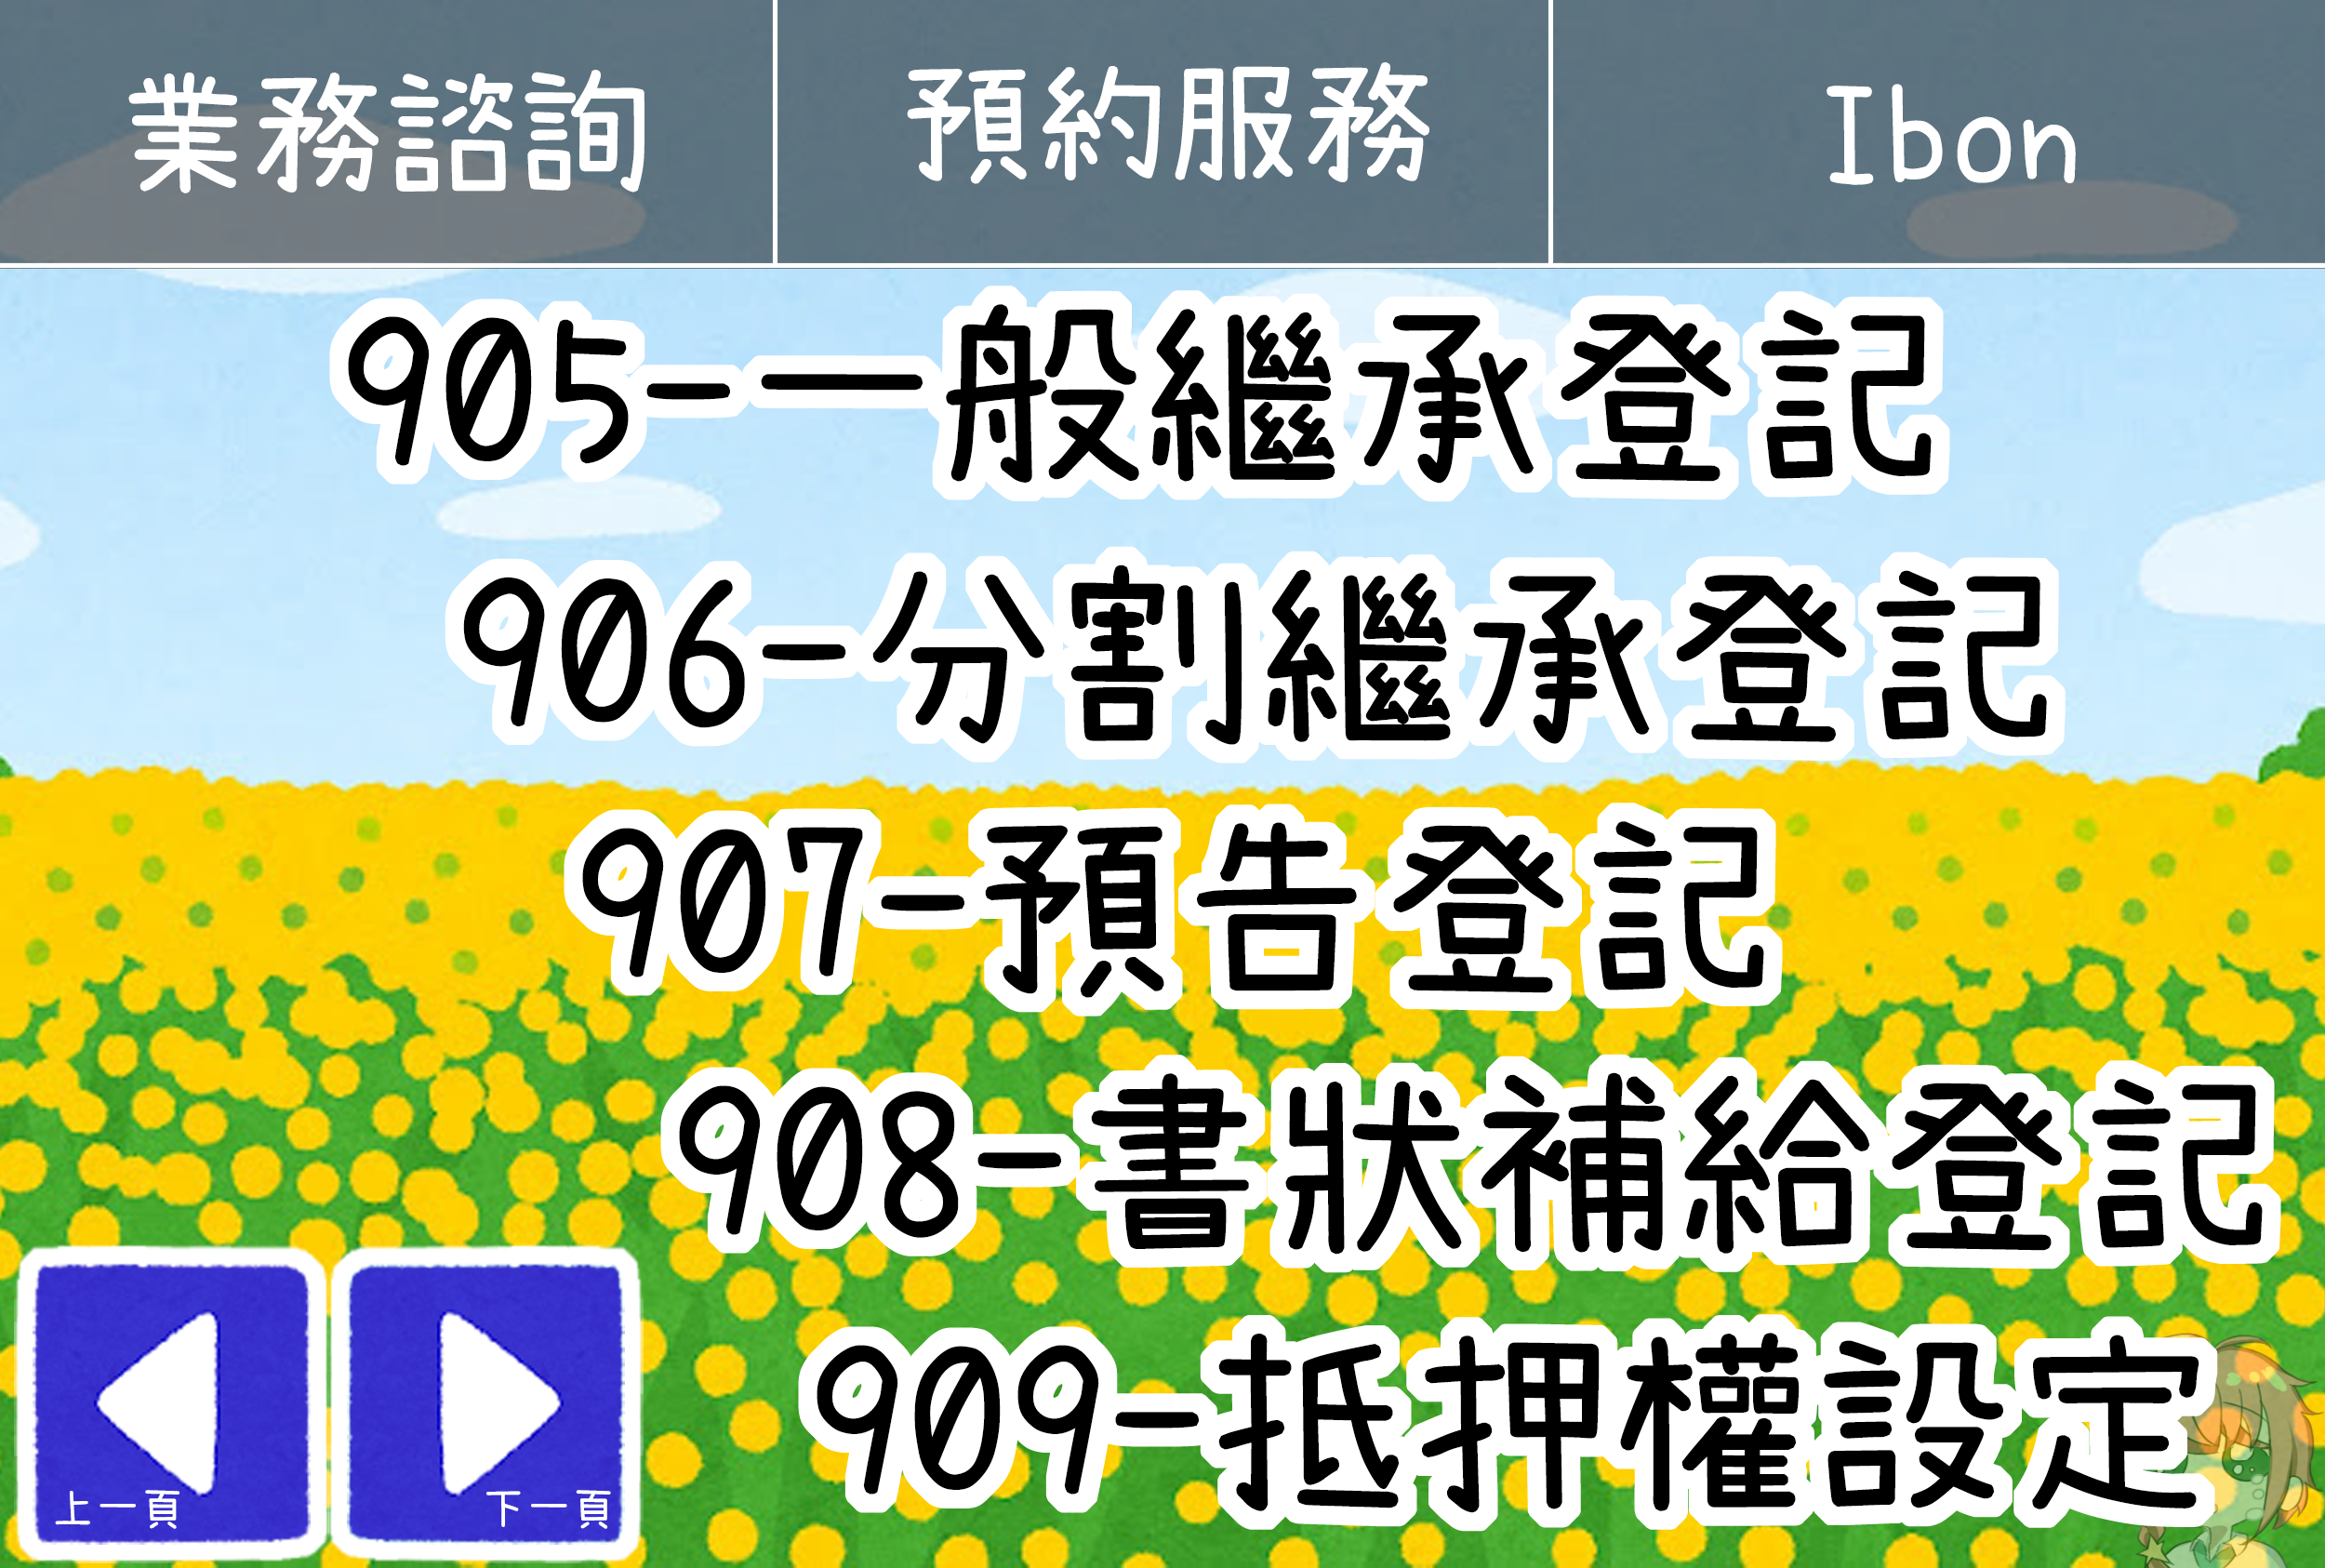 業務諮詢
預約服務
Ibon
905-一般繼承登記
906-分割繼承登記
907-預告登記
908-書狀補給登記
909-抵押權設定
上一頁
下一頁